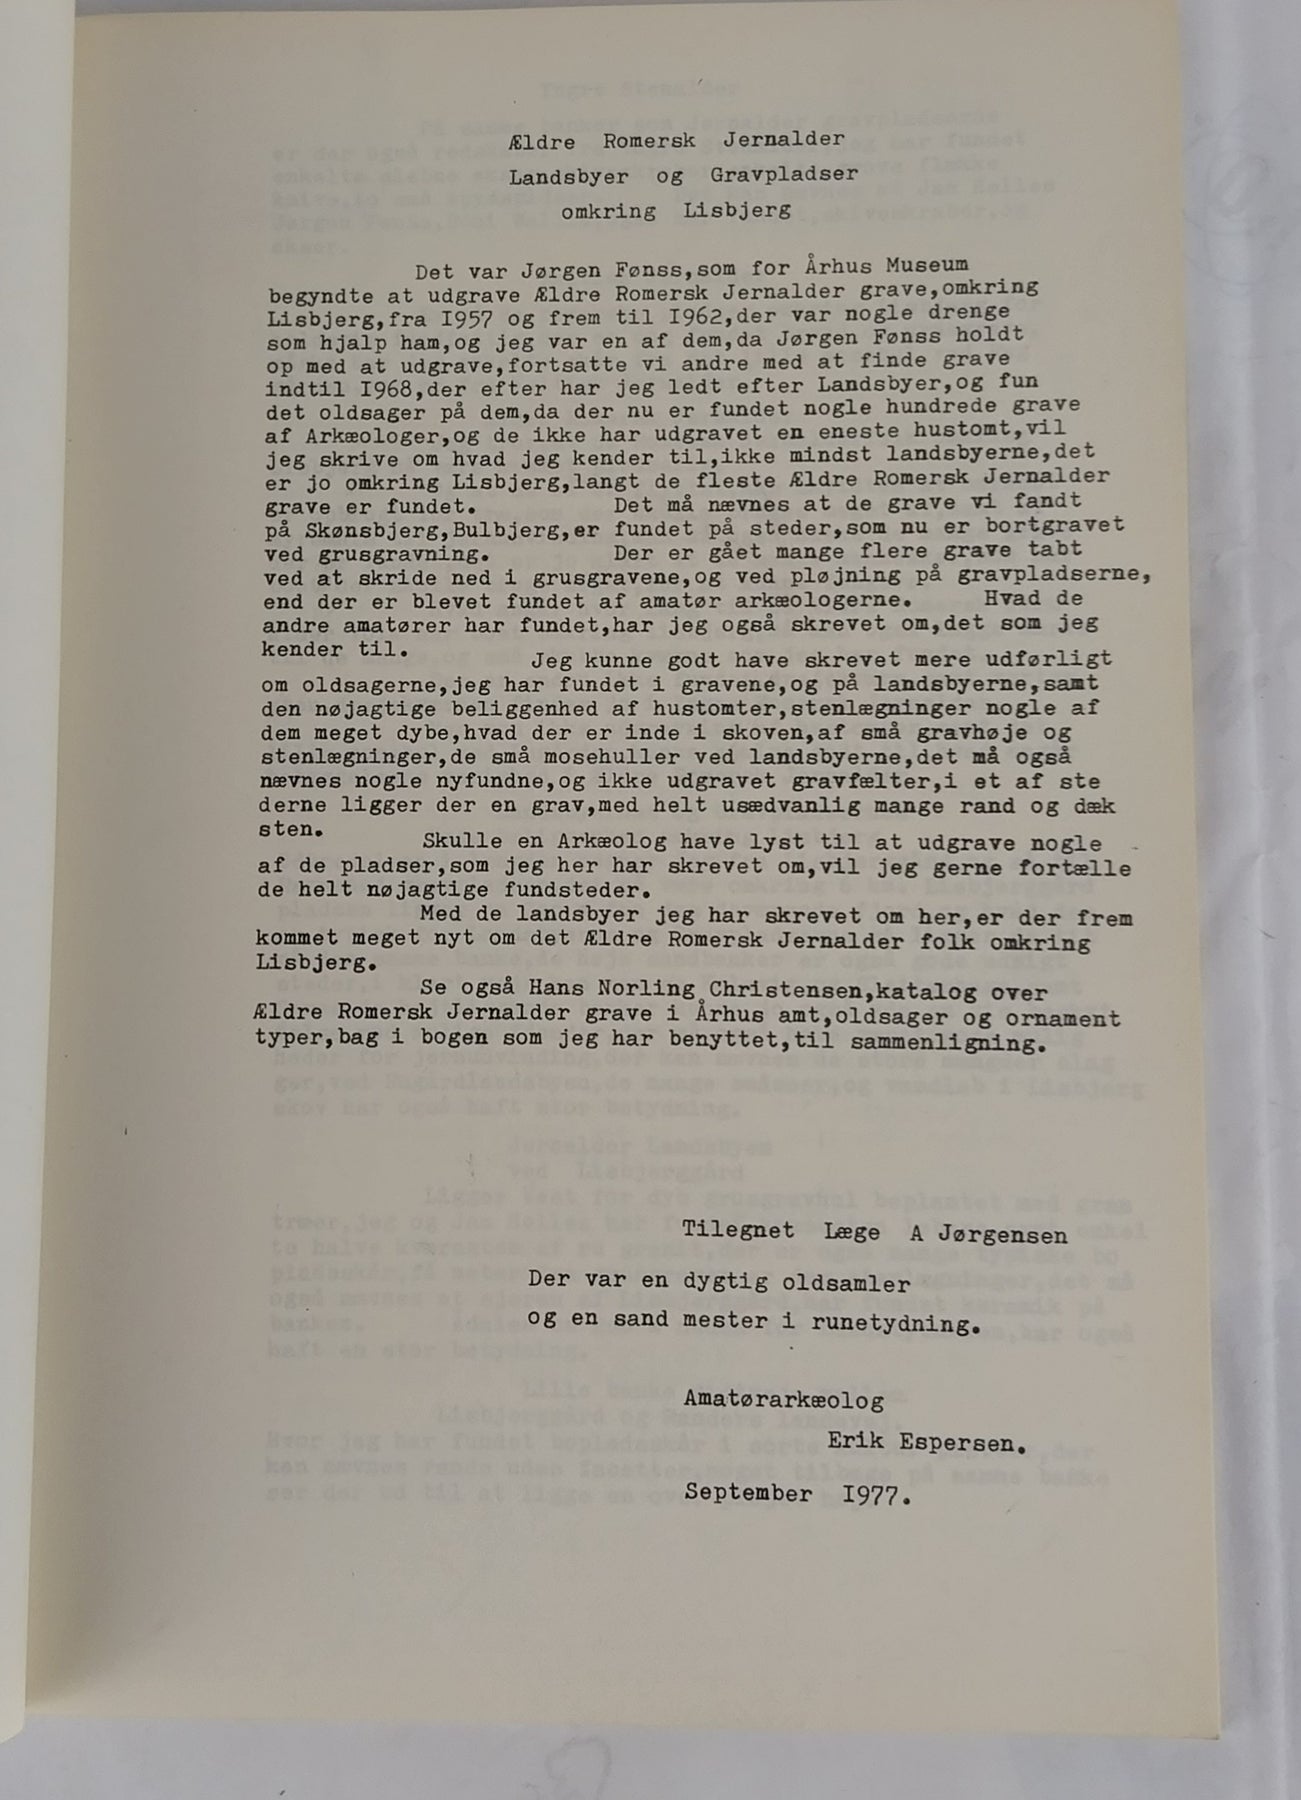 Ældre Romersk Jernalder
Landsbyer og Gravpladser
omkring Lisbjerg
Det var Jørgen Fønss,som for Århus Museum
begyndte at udgrave Ældre Romersk Jernalder grave,omkring
Lisbjerg,fra I957 og frem til I962,der var nogle drenge
som hjalp ham,og jeg var en af dem,da Jørgen Fønss holdt
op med at udgrave,fortsatte vi andre med at finde grave
indtil I968,der efter har jeg ledt efter Landsbyer,og fun
det oldsager på dem,da der nu er fundet nogle hundrede grave
af Arkæologer,og de ikke har udgravet en eneste hustomt,vil
jeg skrive om hvad jeg kender til,ikke mindst landsbyerne,det
er jo omkring Lisbjerg,langt de fleste Ældre Romersk Jernalder
grave er fundet. Det må nævnes at de grave vi fandt
på Skønsbjerg,Bulbjerg,er fundet på steder,som nu er bortgravet
ved grusgravning. Der er gået mange flere grave tabt
ved at skride ned i grusgravene,og ved pløjning på gravpladserne,
end der er blevet fundet af amatør arkæologerne. Hvad de
andre amatører har fundet,har jeg også skrevet om,det som jeg
kender til.
Jeg kunne godt have skrevet mere udførligt
om oldsagerne,jeg har fundet i gravene,og på landsbyerne,samt
den nøjagtige beliggenhed af hustomter,stenlægninger nogle af
dem meget dybe,hvad der er inde i skoven,af små gravhøje og
stenlægninger,de små mosehuller ved landsbyerne,det må også
nævnes nogle nyfundne,og ikke udgravet gravfælter,i et af ste
derne ligger der en grav,med helt usædvanlig mange rand og dæk
sten.
Skulle en Arkæolog have lyst til at udgrave nogle
af de pladser,som jeg her har skrevet om,vil jeg gerne fortælle
de helt nøjagtige fundsteder.
Med de landsbyer jeg har skrevet om her,er der frem
kommet meget nyt om det Ældre Romersk Jernalder folk omkring
Lisbjerg.
Se også Hans Norling Christensen,katalog over
Ældre Romersk Jernalder grave i Århus amt,oldsager og ornament
typer,bag i bogen som jeg har benyttet,til sammenligning.
Tilegnet Læge A Jørgensen
Der var en dygtig oldsamler
og en sand mester i runetydning.
Amatørarkæolog
Erik Espersen.
September I977.